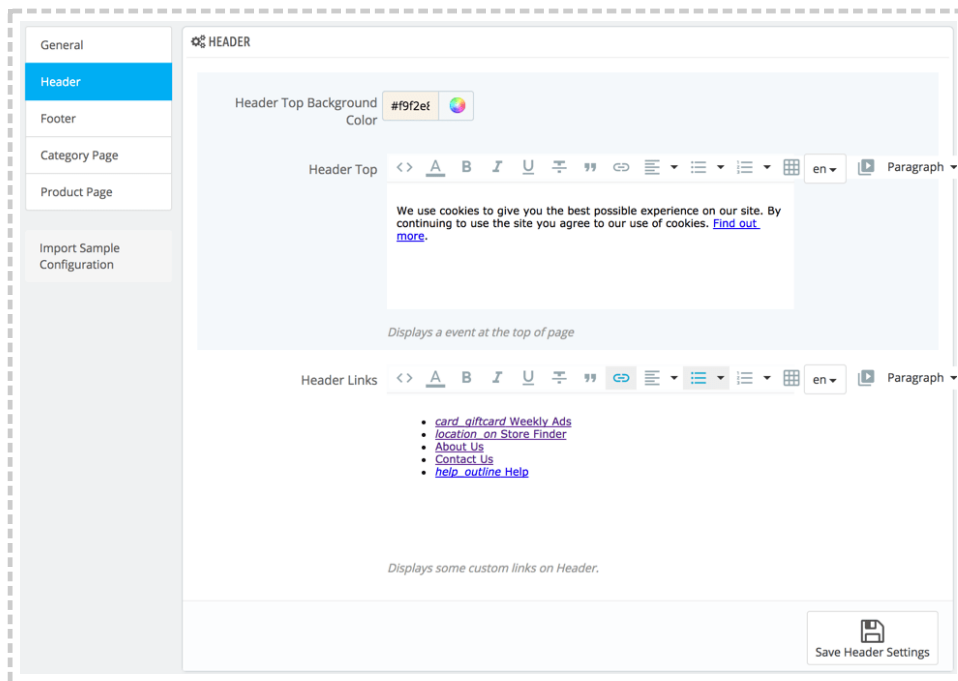 General
Header
Footer
Category Page
Product Page
Import Sample
Configuration
HEADER
Header Top Background
Color
#f9f2e8
Header Top
A B I U en Paragraph
We use cookies to give you the best possible experience on our site. By
continuing to use the site you agree to our use of cookies. Find out
more.
Displays a event at the top of page
Header Links
A B I U en Paragraph
card_giftcard Weekly Ads
location_on Store Finder
About Us
Contact Us
help_outline Help
Displays some custom links on Header.
Save Header Settings